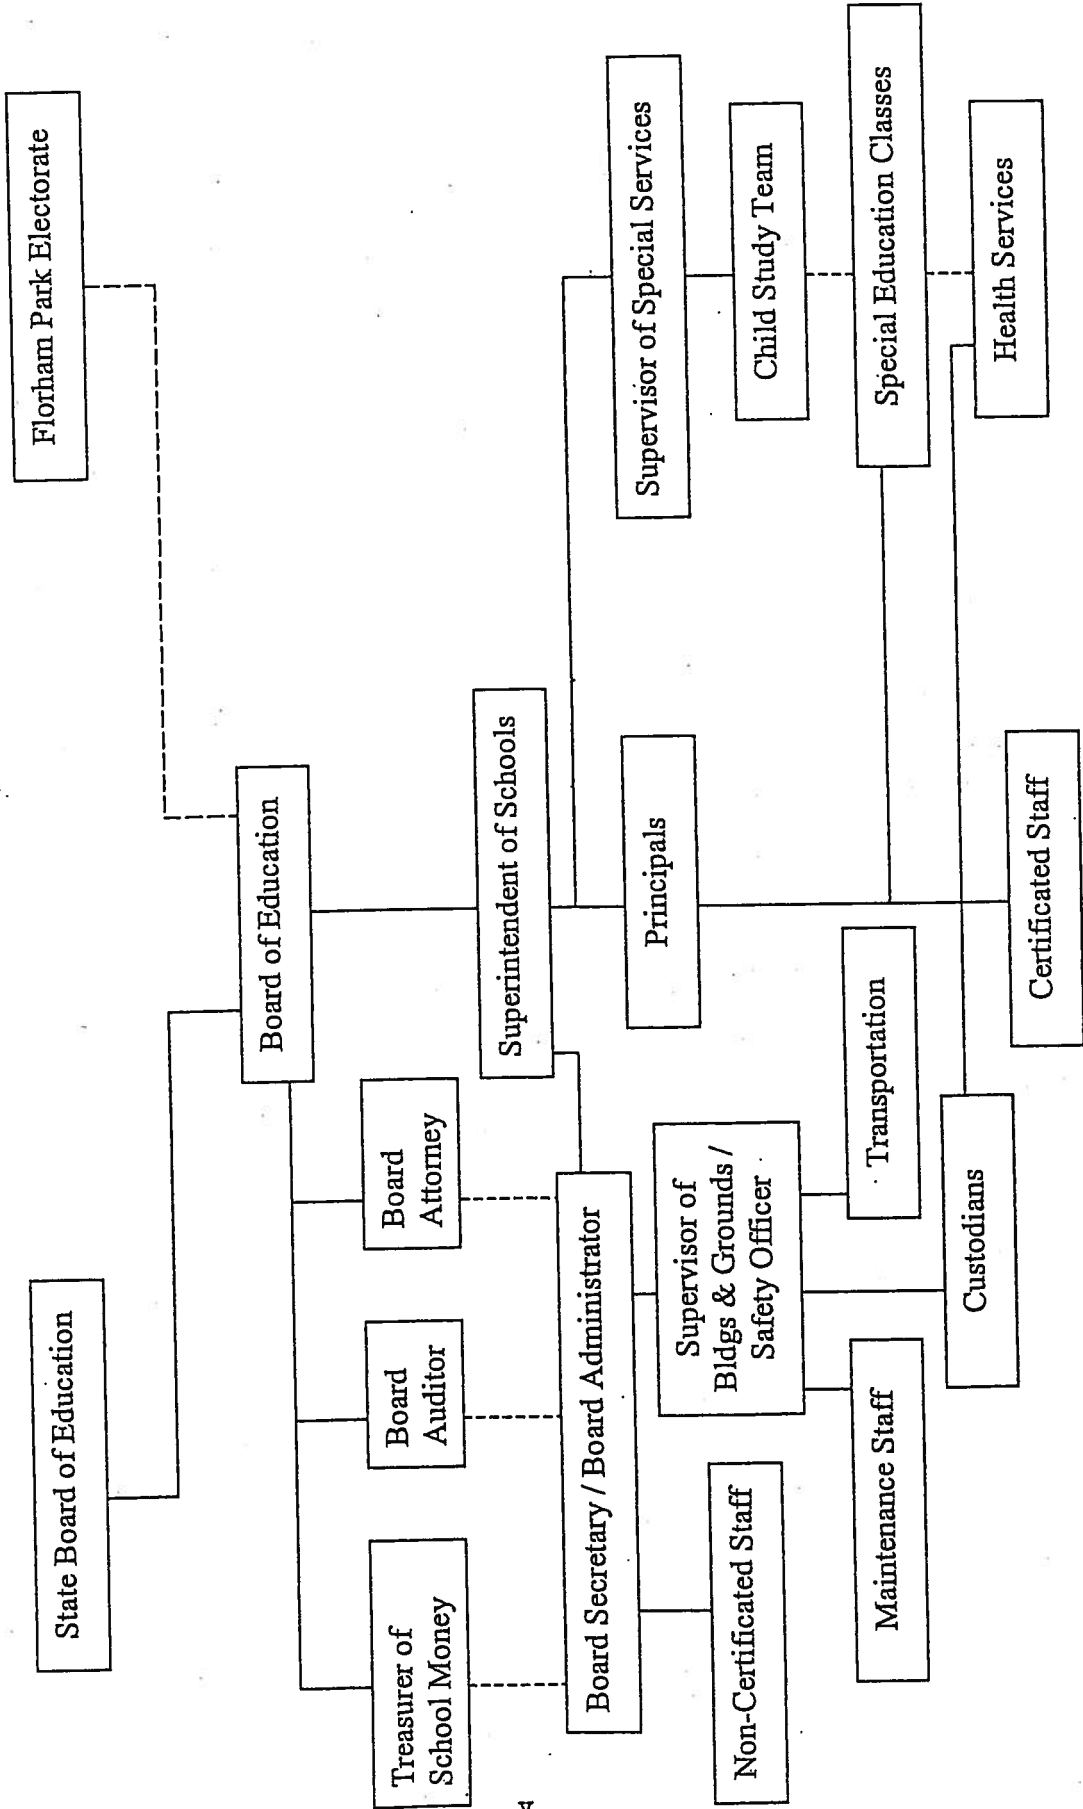 State Board of Education
Florham Park Electorate
Board of Education
Treasurer of
School Money
Board
Auditor
Board
Attorney
Superintendent of Schools
Board Secretary / Board Administrator
Principals
Supervisor of Special Services
Supervisor of
Bldgs & Grounds /
Safety Officer
Non-Certificated Staff
Child Study Team
Maintenance Staff
Transportation
Special Education Classes
Custodians
Health Services
Certificated Staff